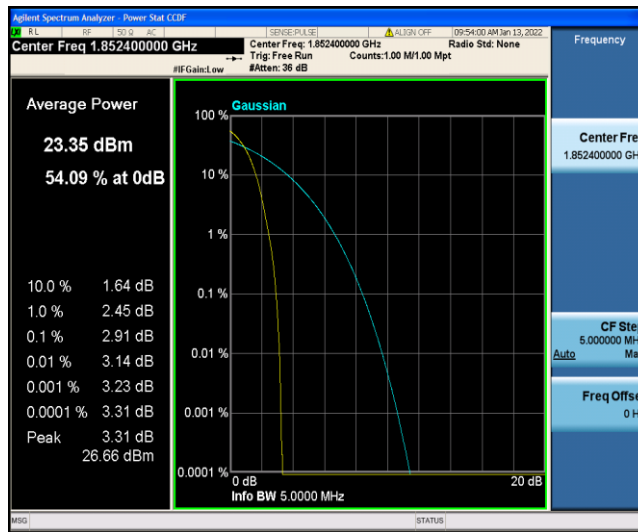 Agilent Spectrum Analyzer - Power Stat CCDF
RL RF 50 Ω AC SENSE:PULSE ALIGN OFF 09:54:00 AM Jan 13, 2022
Center Freq 1.852400000 GHz
Center Freq: 1.852400000 GHz Radio Std: None
Trig: Free Run Counts:1.00 M/1.00 Mpt
#IFGain:Low #Atten: 36 dB
Frequency
Average Power
23.35 dBm
54.09 % at 0dB
10.0 % 1.64 dB
1.0 % 2.45 dB
0.1 % 2.91 dB
0.01 % 3.14 dB
0.001 % 3.23 dB
0.0001 % 3.31 dB
Peak 3.31 dB
26.66 dBm
Gaussian
100 %
10 %
1 %
0.1 %
0.01 %
0.001 %
0.0001 %
0 dB 20 dB
Info BW 5.0000 MHz
Center Fre
1.852400000 GH
CF Ste
5.000000 MH
Auto Ma
Freq Offse
0 H
MSG STATUS